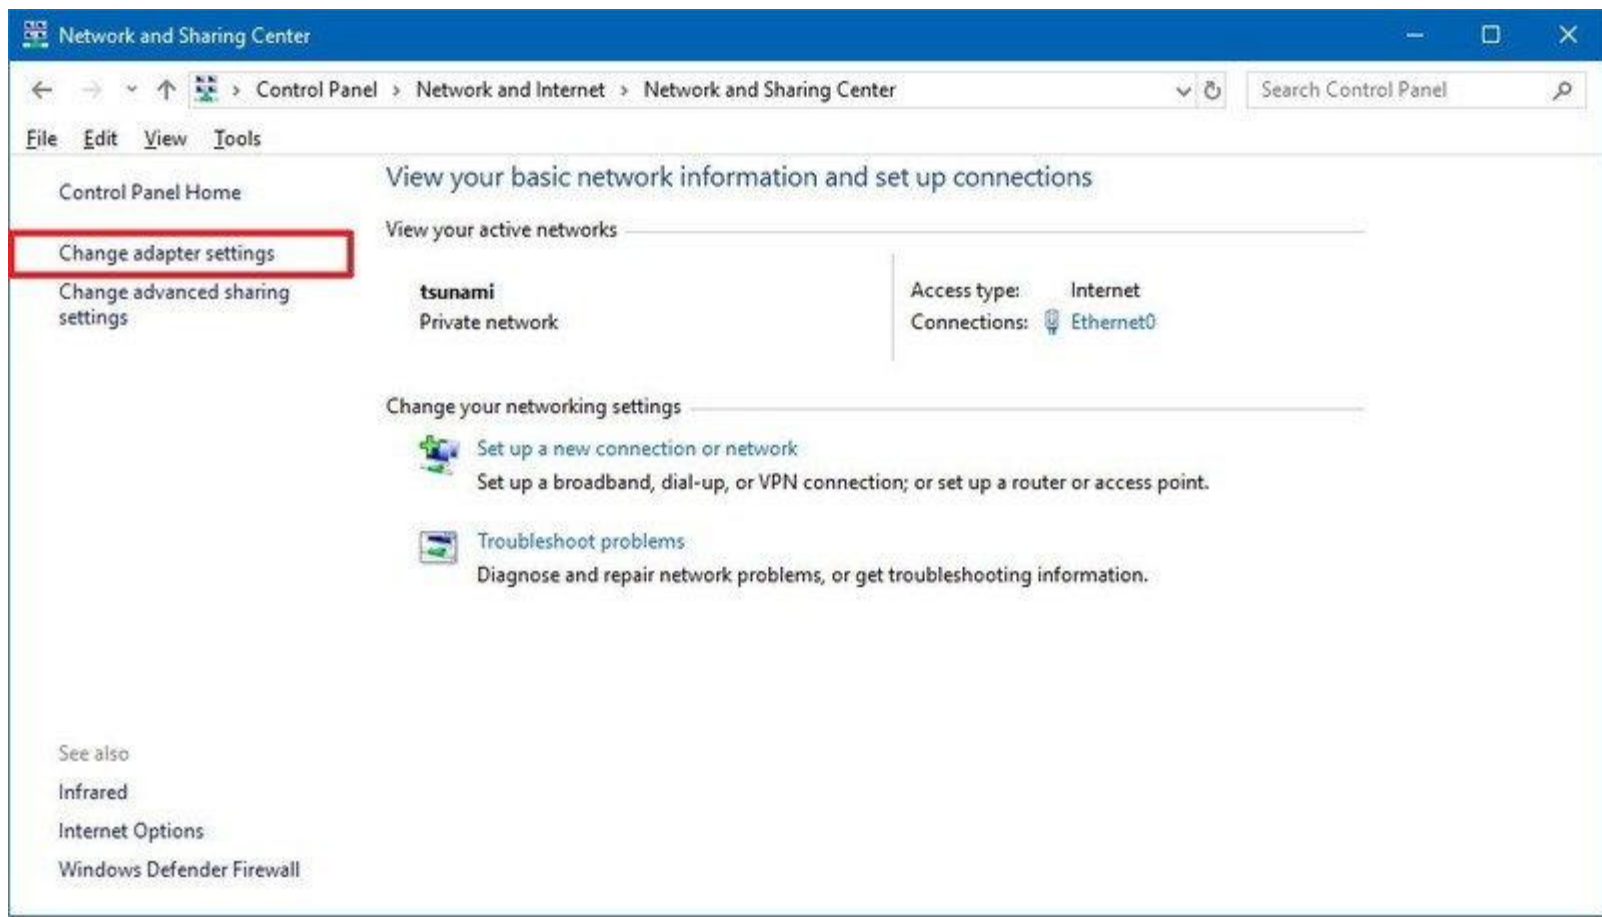 Network and Sharing Center
Control Panel > Network and Internet > Network and Sharing Center
Search Control Panel
File Edit View Tools
Control Panel Home
Change adapter settings
Change advanced sharing
settings
View your basic network information and set up connections
View your active networks
tsunami
Private network
Access type: Internet
Connections: Ethernet0
Change your networking settings
Set up a new connection or network
Set up a broadband, dial-up, or VPN connection; or set up a router or access point.
Troubleshoot problems
Diagnose and repair network problems, or get troubleshooting information.
See also
Infrared
Internet Options
Windows Defender Firewall